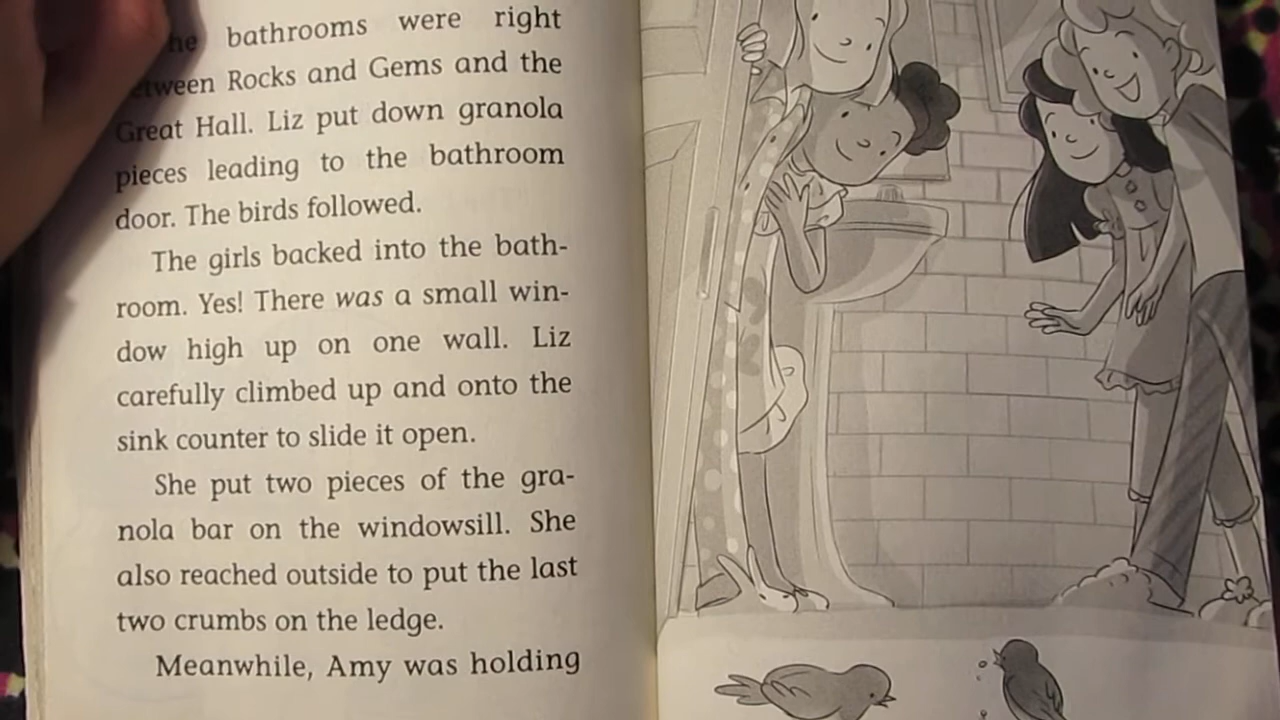 he bathrooms were right
tween Rocks and Gems and the
Great Hall. Liz put down granola
pieces leading to the bathroom
door. The birds followed.
The girls backed into the bath-
room. Yes! There was a small win-
dow high up on one wall. Liz
carefully climbed up and onto the
sink counter to slide it open.
She put two pieces of the gra-
nola bar on the windowsill. She
also reached outside to put the last
two crumbs on the ledge.
Meanwhile, Amy was holding